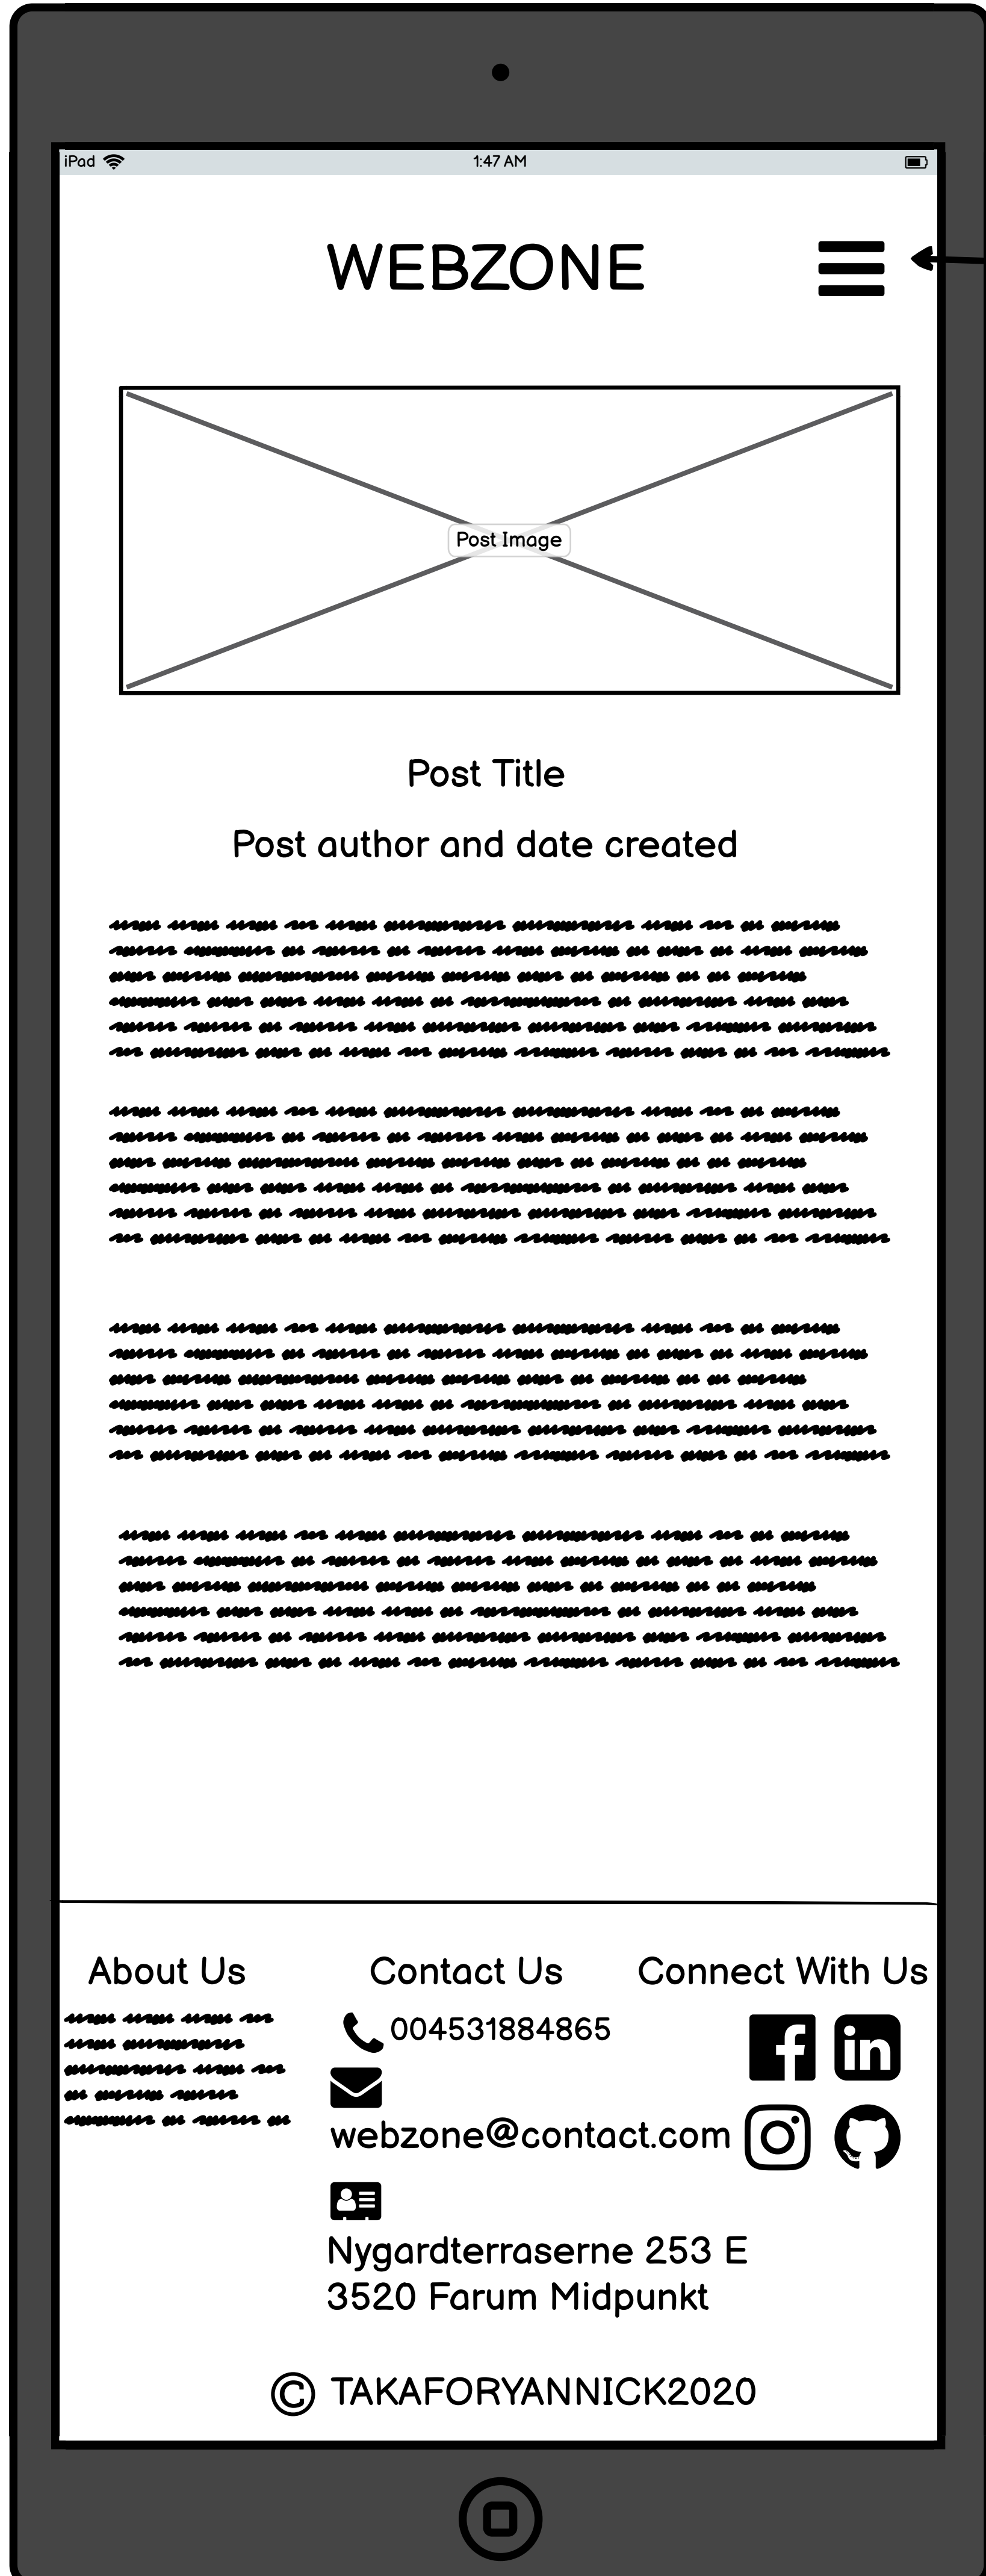 iPad
1:47 AM
WEBZONE
Post Image
Post Title
Post author and date created
About Us
Contact Us
Connect With Us
004531884865
webzone@contact.com
Nygardterraserne 253 E
3520 Farum Midpunkt
© TAKAFORYANNICK2020